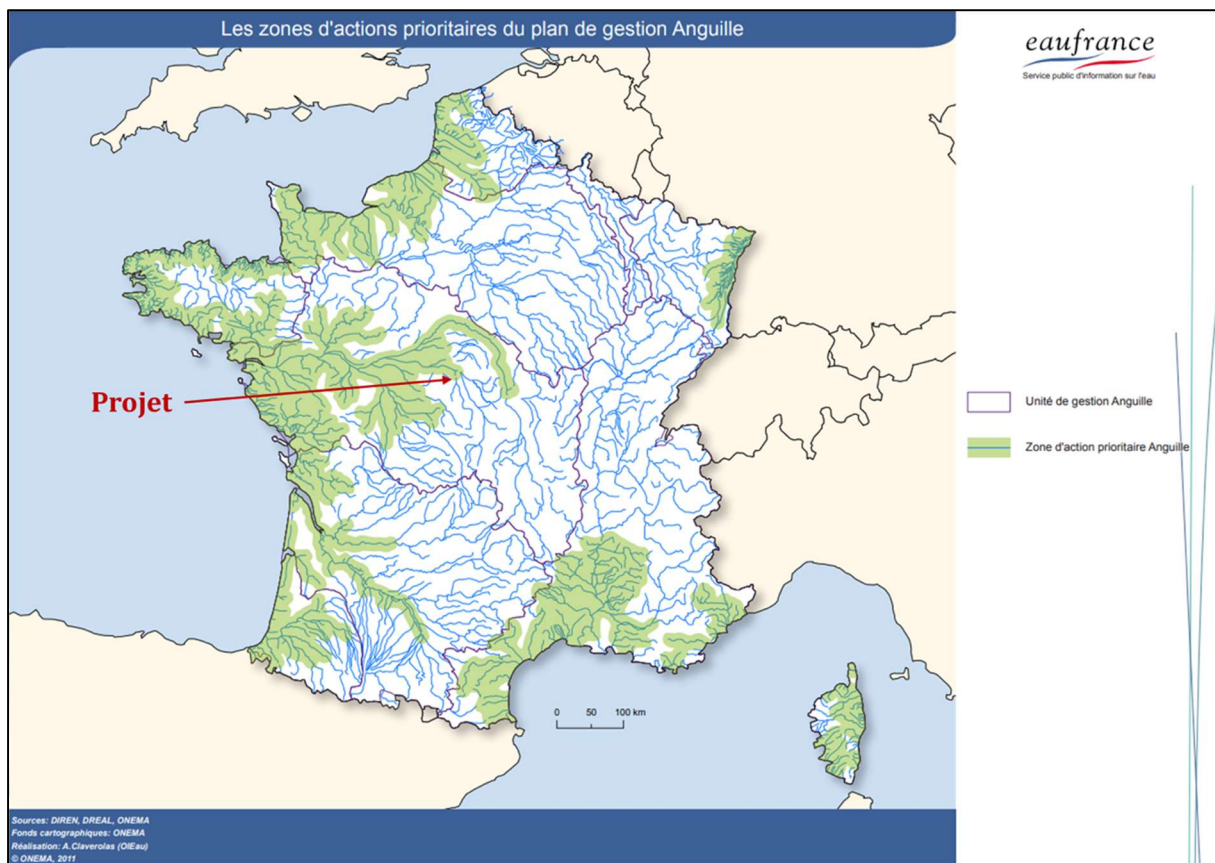 Les zones d'actions prioritaires du plan de gestion Anguille
eaufrance
Service public d'information sur l'eau
Projet
Unité de gestion Anguille
Zone d'action prioritaire Anguille
0 50 100 km
Sources: DIREN, DREAL, ONEMA
Fonds cartographiques: ONEMA
Réalisation: A.Claverolas (OIEau)
© ONEMA, 2011